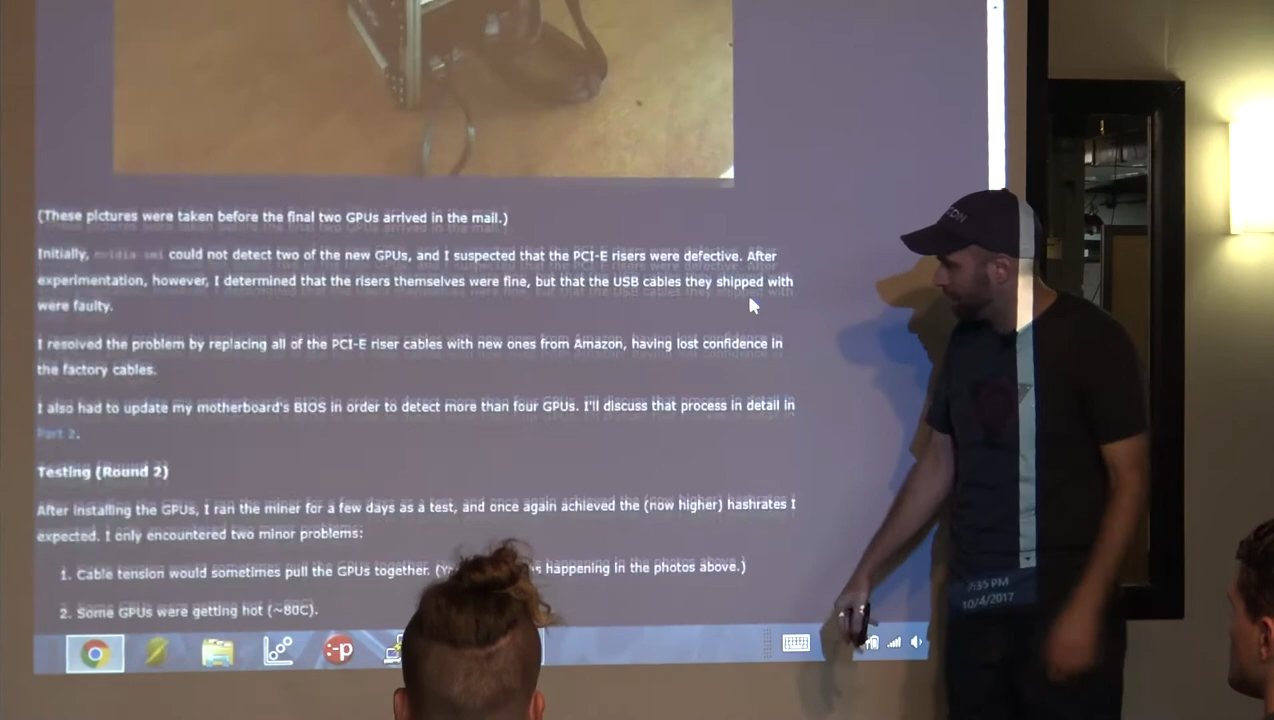 (These pictures were taken before the final two GPUs arrived in the mail.)
Initially, nvidia-smi could not detect two of the new GPUs, and I suspected that the PCI-E risers were defective. After
experimentation, however, I determined that the risers themselves were fine, but that the USB cables they shipped with
were faulty.
I resolved the problem by replacing all of the PCI-E riser cables with new ones from Amazon, having lost confidence in
the factory cables.
I also had to update my motherboard's BIOS in order to detect more than four GPUs. I'll discuss that process in detail in
Part 2.
Testing (Round 2)
After installing the GPUs, I ran the miner for a few days as a test, and once again achieved the (now higher) hashrates I
expected. I only encountered two minor problems:
1. Cable tension would sometimes pull the GPUs together. happening in the photos above.)
2. Some GPUs were getting hot (~80C).
:-p
7:35 PM
10/4/2017